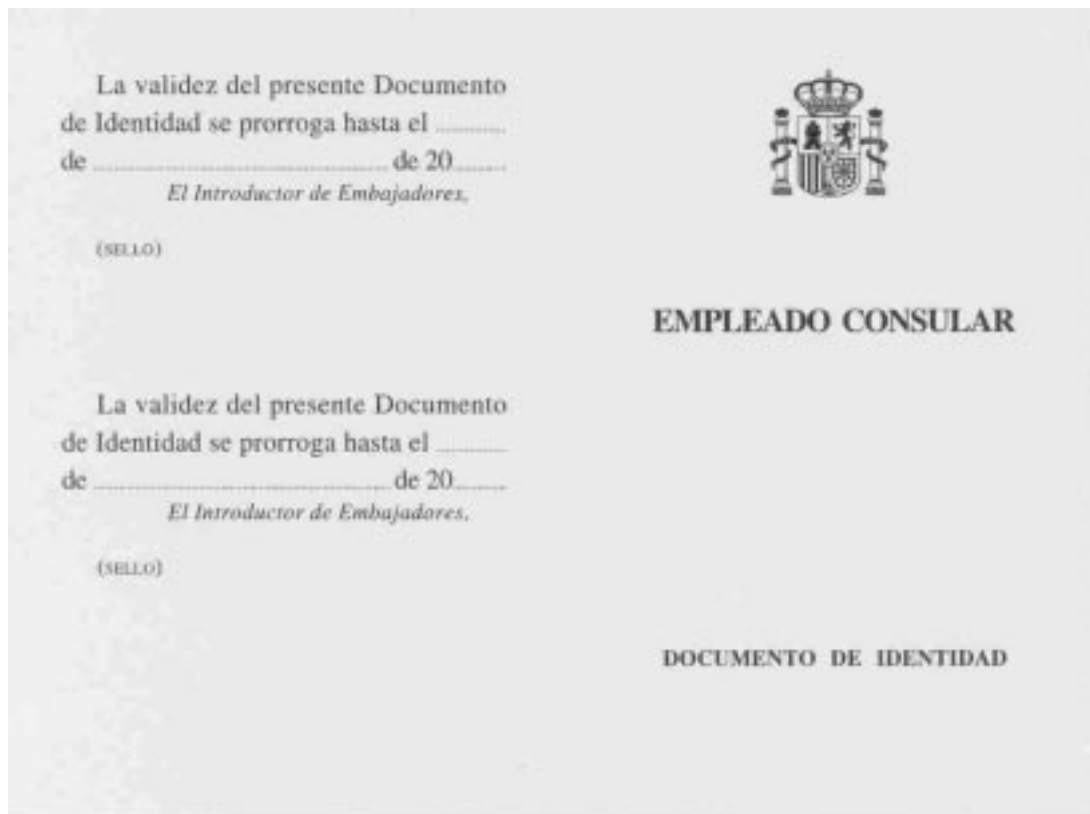 La validez del presente Documento
de Identidad se prorroga hasta el ............
de .................................................... de 20.........
El Introductor de Embajadores,
(SELLO)
La validez del presente Documento
de Identidad se prorroga hasta el ............
de .................................................... de 20.........
El Introductor de Embajadores,
(SELLO)
EMPLEADO CONSULAR
DOCUMENTO DE IDENTIDAD